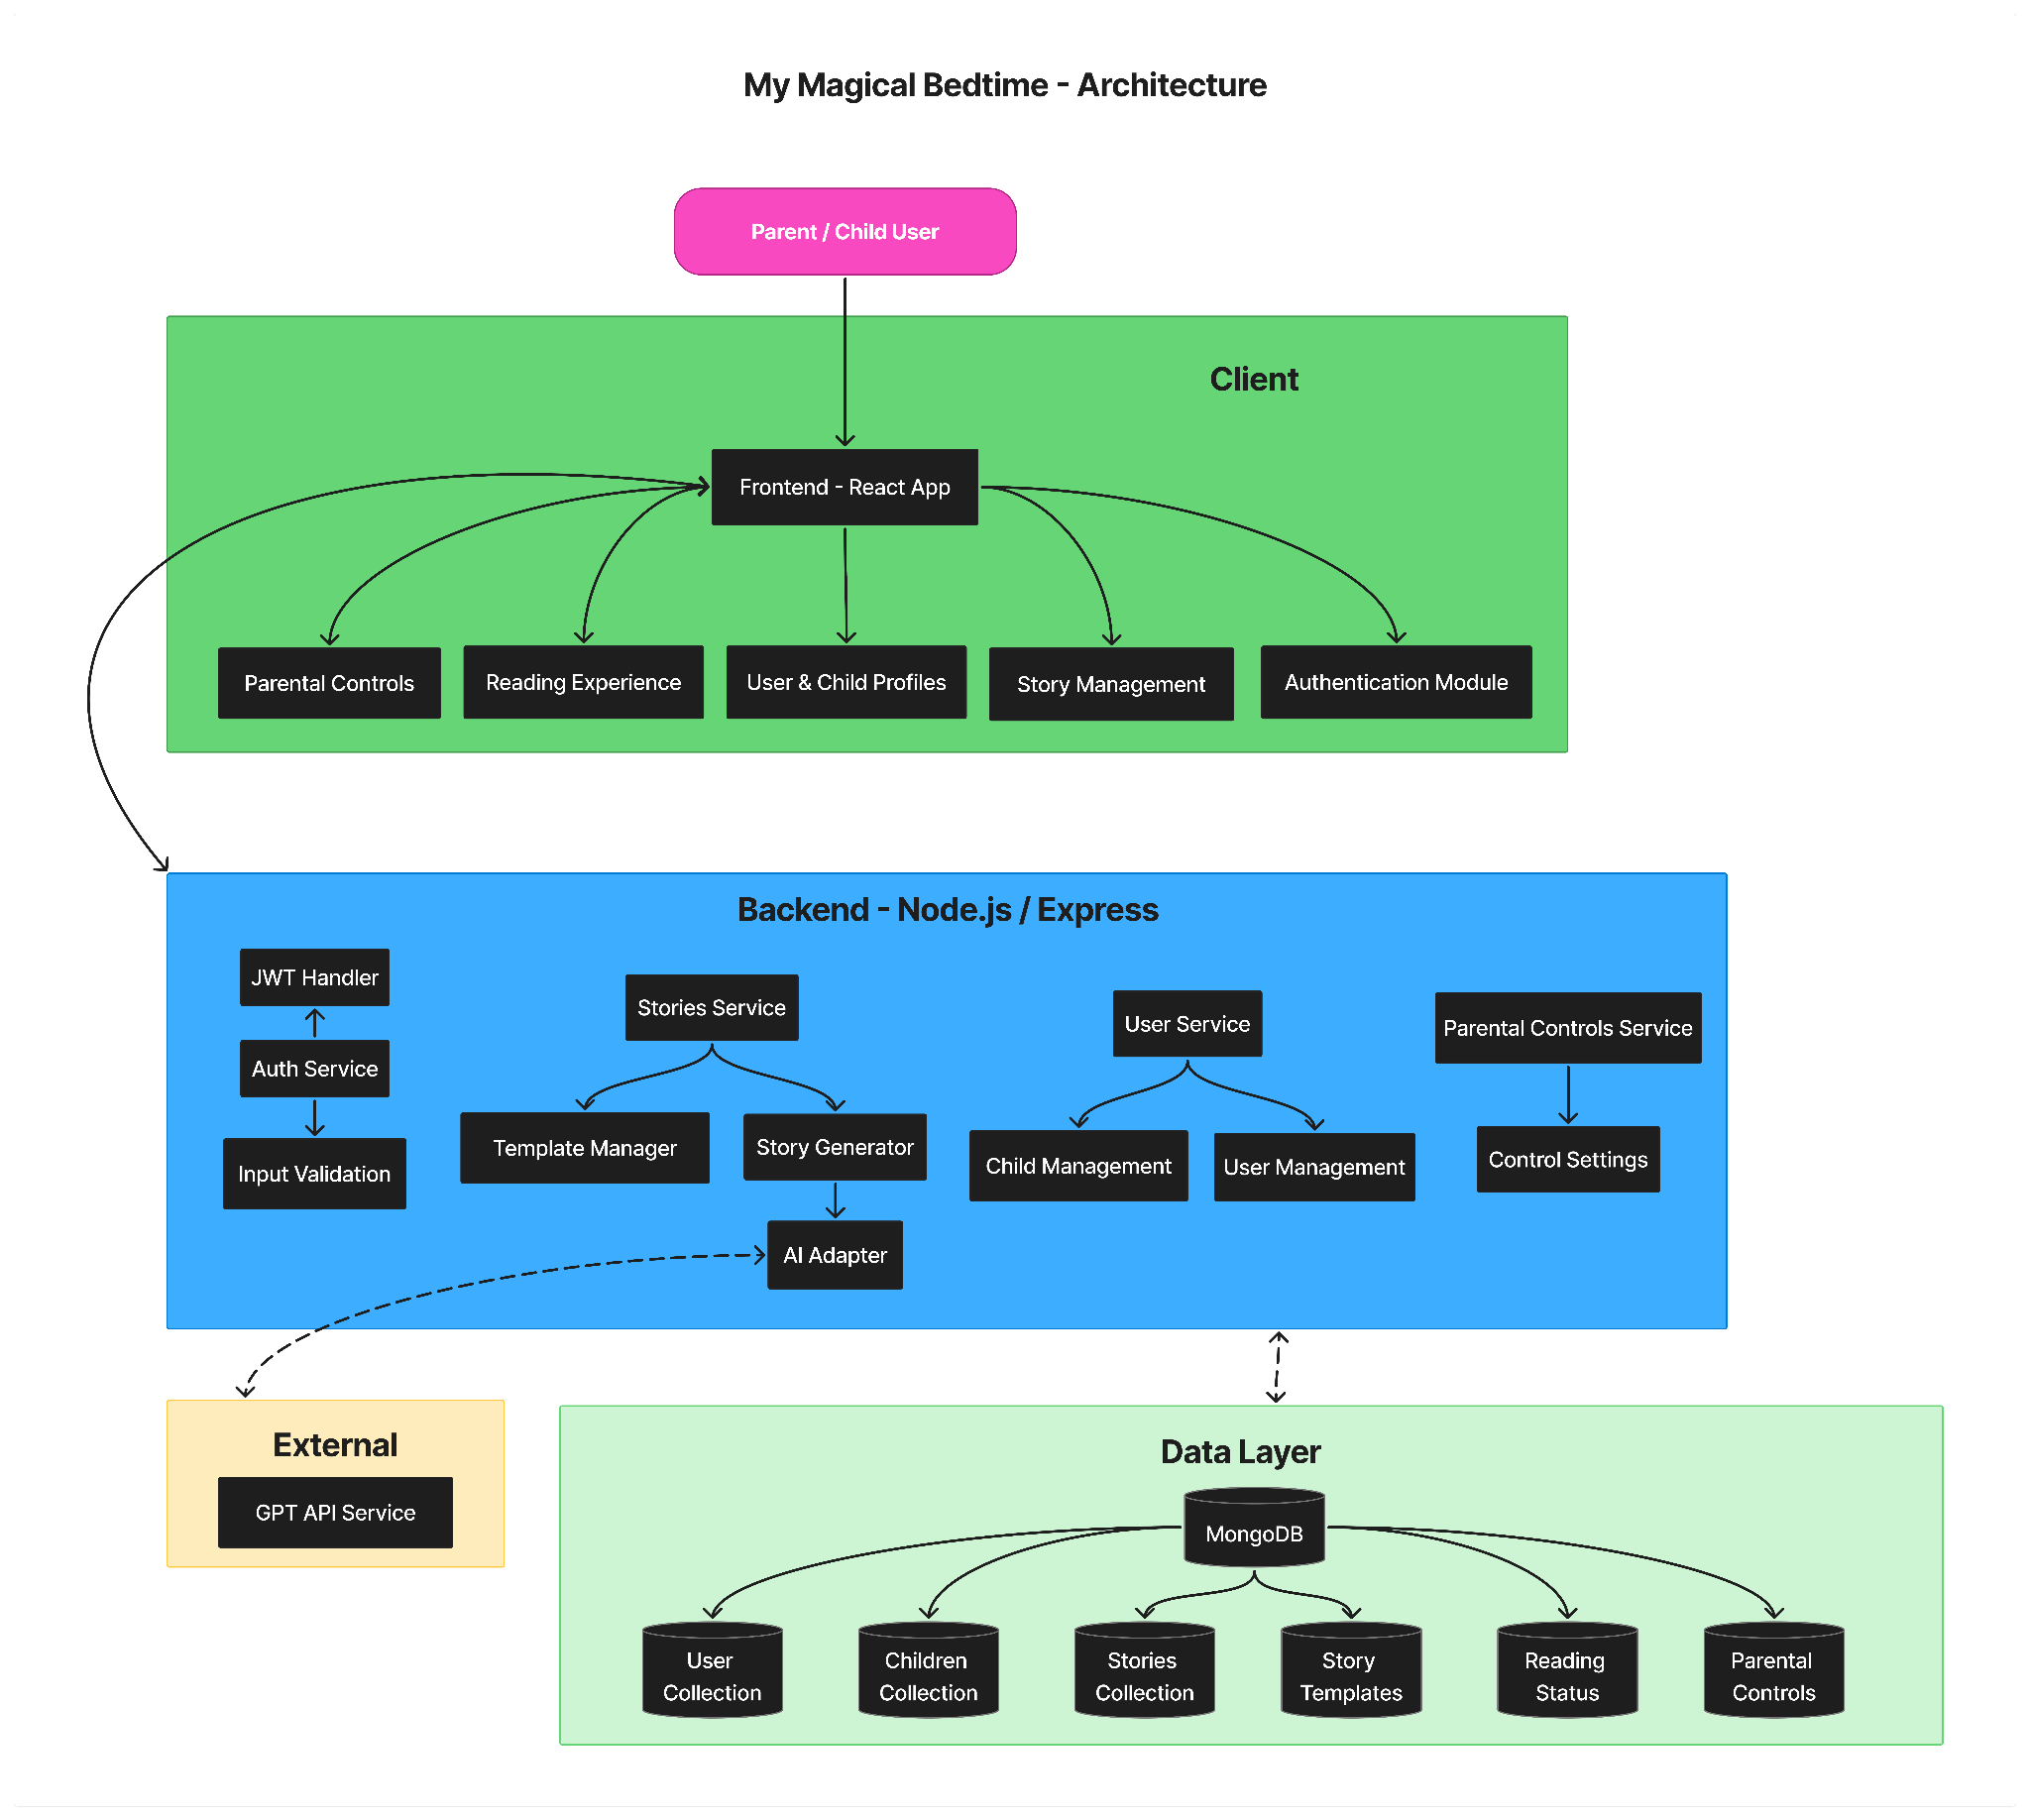 My Magical Bedtime - Architecture
Parent / Child User
Client
Frontend - React App
Parental Controls
Reading Experience
User & Child Profiles
Story Management
Authentication Module
Backend - Node.js / Express
JWT Handler
Auth Service
Input Validation
Stories Service
Template Manager
Story Generator
AI Adapter
User Service
Child Management
User Management
Parental Controls Service
Control Settings
External
GPT API Service
Data Layer
MongoDB
User
Collection
Children
Collection
Stories
Collection
Story
Templates
Reading
Status
Parental
Controls